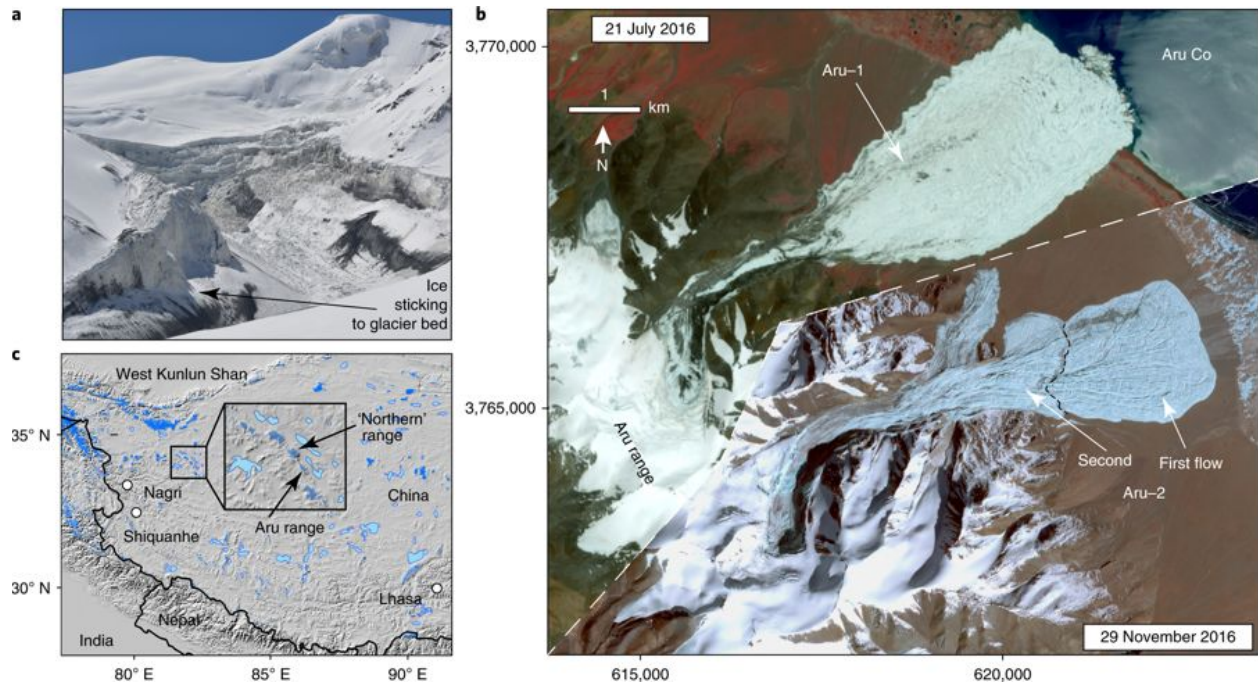 a
Ice
sticking
to glacier bed
b
21 July 2016
3,770,000
Aru Co
Aru–1
1
km
N
3,765,000
Aru range
Second
First flow
Aru–2
29 November 2016
615,000
620,000
c
West Kunlun Shan
35° N
'Northern'
range
Nagri
China
Shiquanhe
Aru range
30° N
Lhasa
Nepal
India
80° E
85° E
90° E